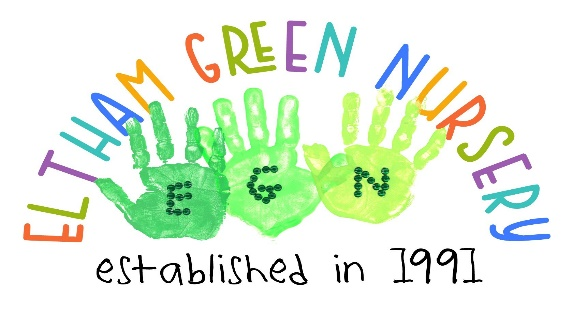 ELTHAM GREEN NURSERY
E G N
established in 1991